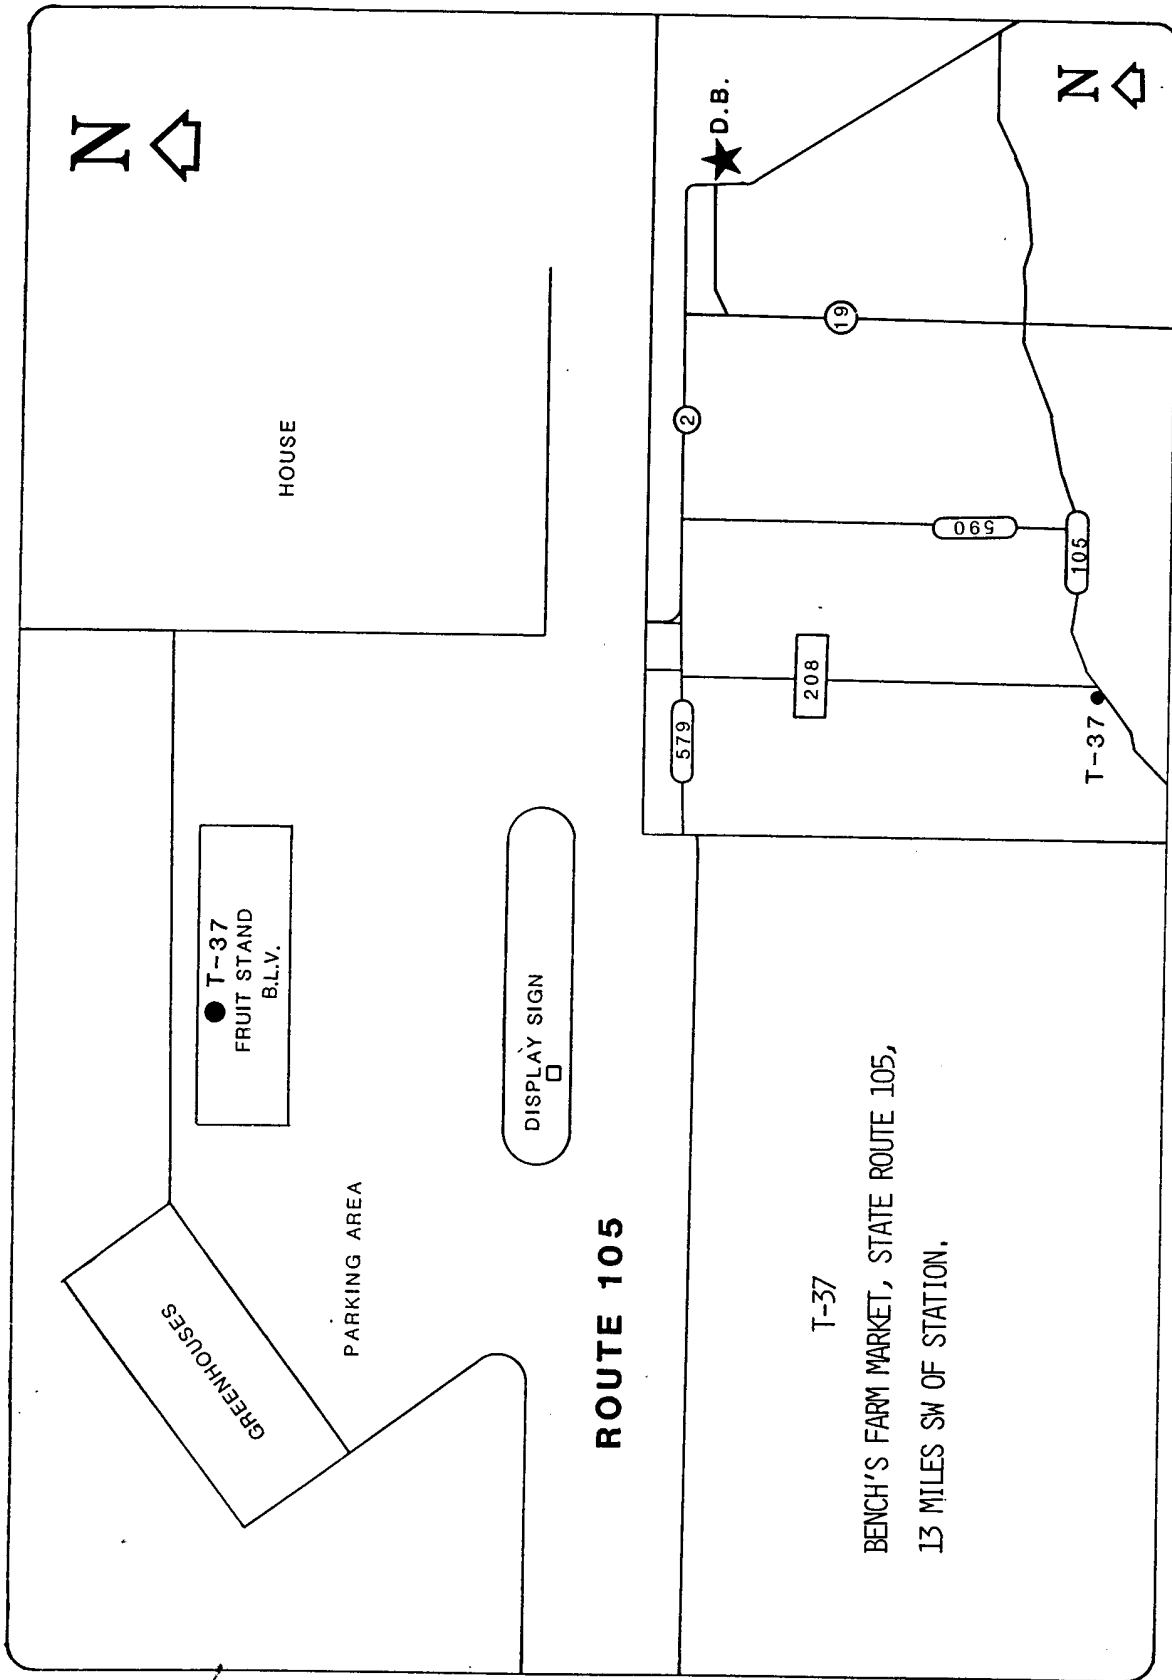 N
HOUSE
GREENHOUSES
T-37
FRUIT STAND
B.L.V.
PARKING AREA
DISPLAY SIGN
ROUTE 105
T-37
BENCH'S FARM MARKET, STATE ROUTE 105,
13 MILES SW OF STATION.
579
2
D.B.
208
590
19
T-37
105
N